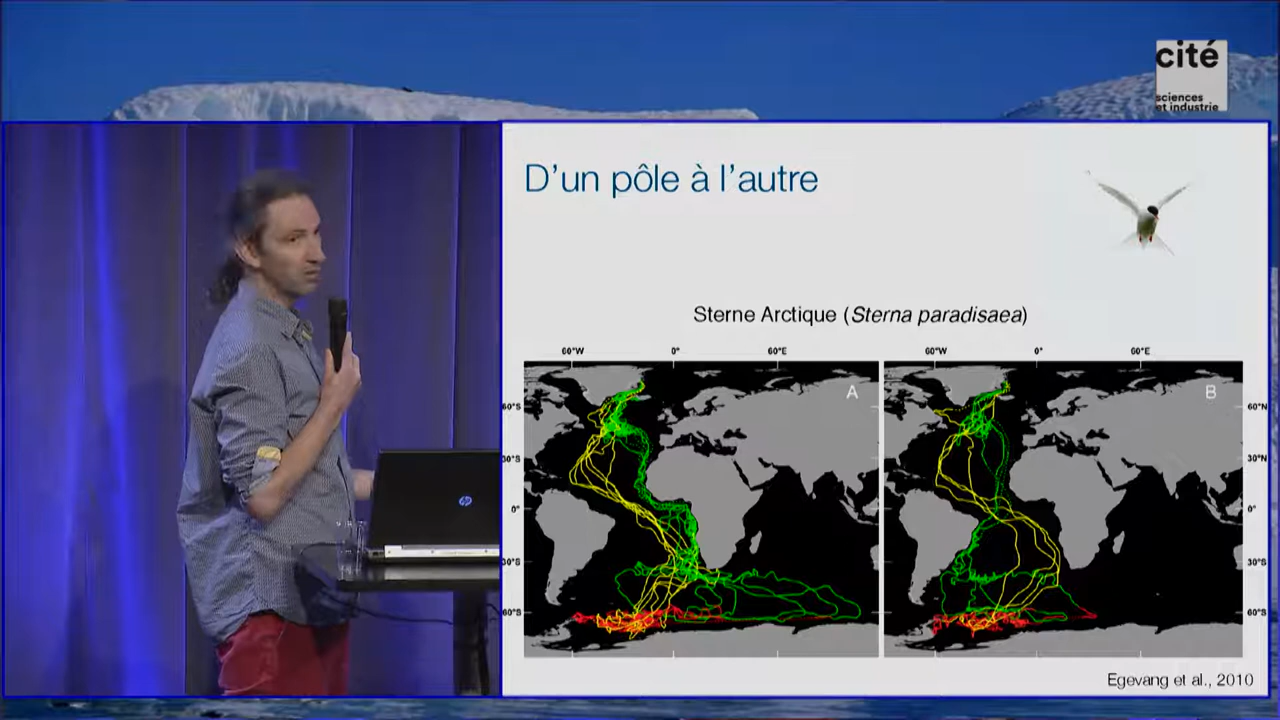 cité
sciences
et industrie
D'un pôle à l'autre
Sterne Arctique (Sterna paradisaea)
60°W 0° 60°E
60°W 0° 60°E
A
B
60°S
60°N
30°S
30°N
0°
0°
30°S
30°S
60°S
60°S
hp
Egevang et al., 2010